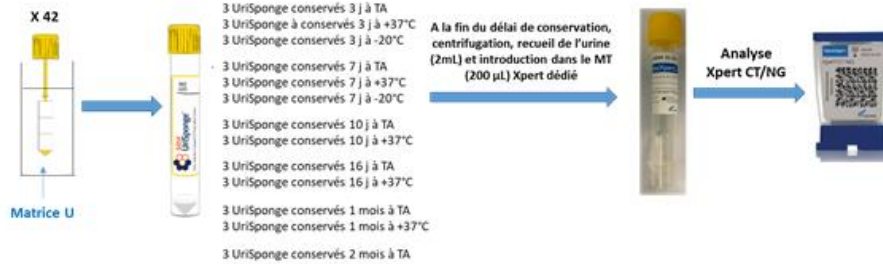 X 42
Matrice U
UriSponge
3 UriSponge conservés 3 j à TA
3 UriSponge à conservés 3 j à +37°C
3 UriSponge conservés 3 j à -20°C
3 UriSponge conservés 7 j à TA
3 UriSponge conservés 7 j à +37°C
3 UriSponge conservés 7 j à -20°C
3 UriSponge conservés 10 j à TA
3 UriSponge conservés 10 j à +37°C
3 UriSponge conservés 16 j à TA
3 UriSponge conservés 16 j à +37°C
3 UriSponge conservés 1 mois à TA
3 UriSponge conservés 1 mois à +37°C
3 UriSponge conservés 2 mois à TA
A la fin du délai de conservation,
centrifugation, recueil de l'urine
(2mL) et introduction dans le MT
(200 µL) Xpert dédié
Analyse
Xpert CT/NG